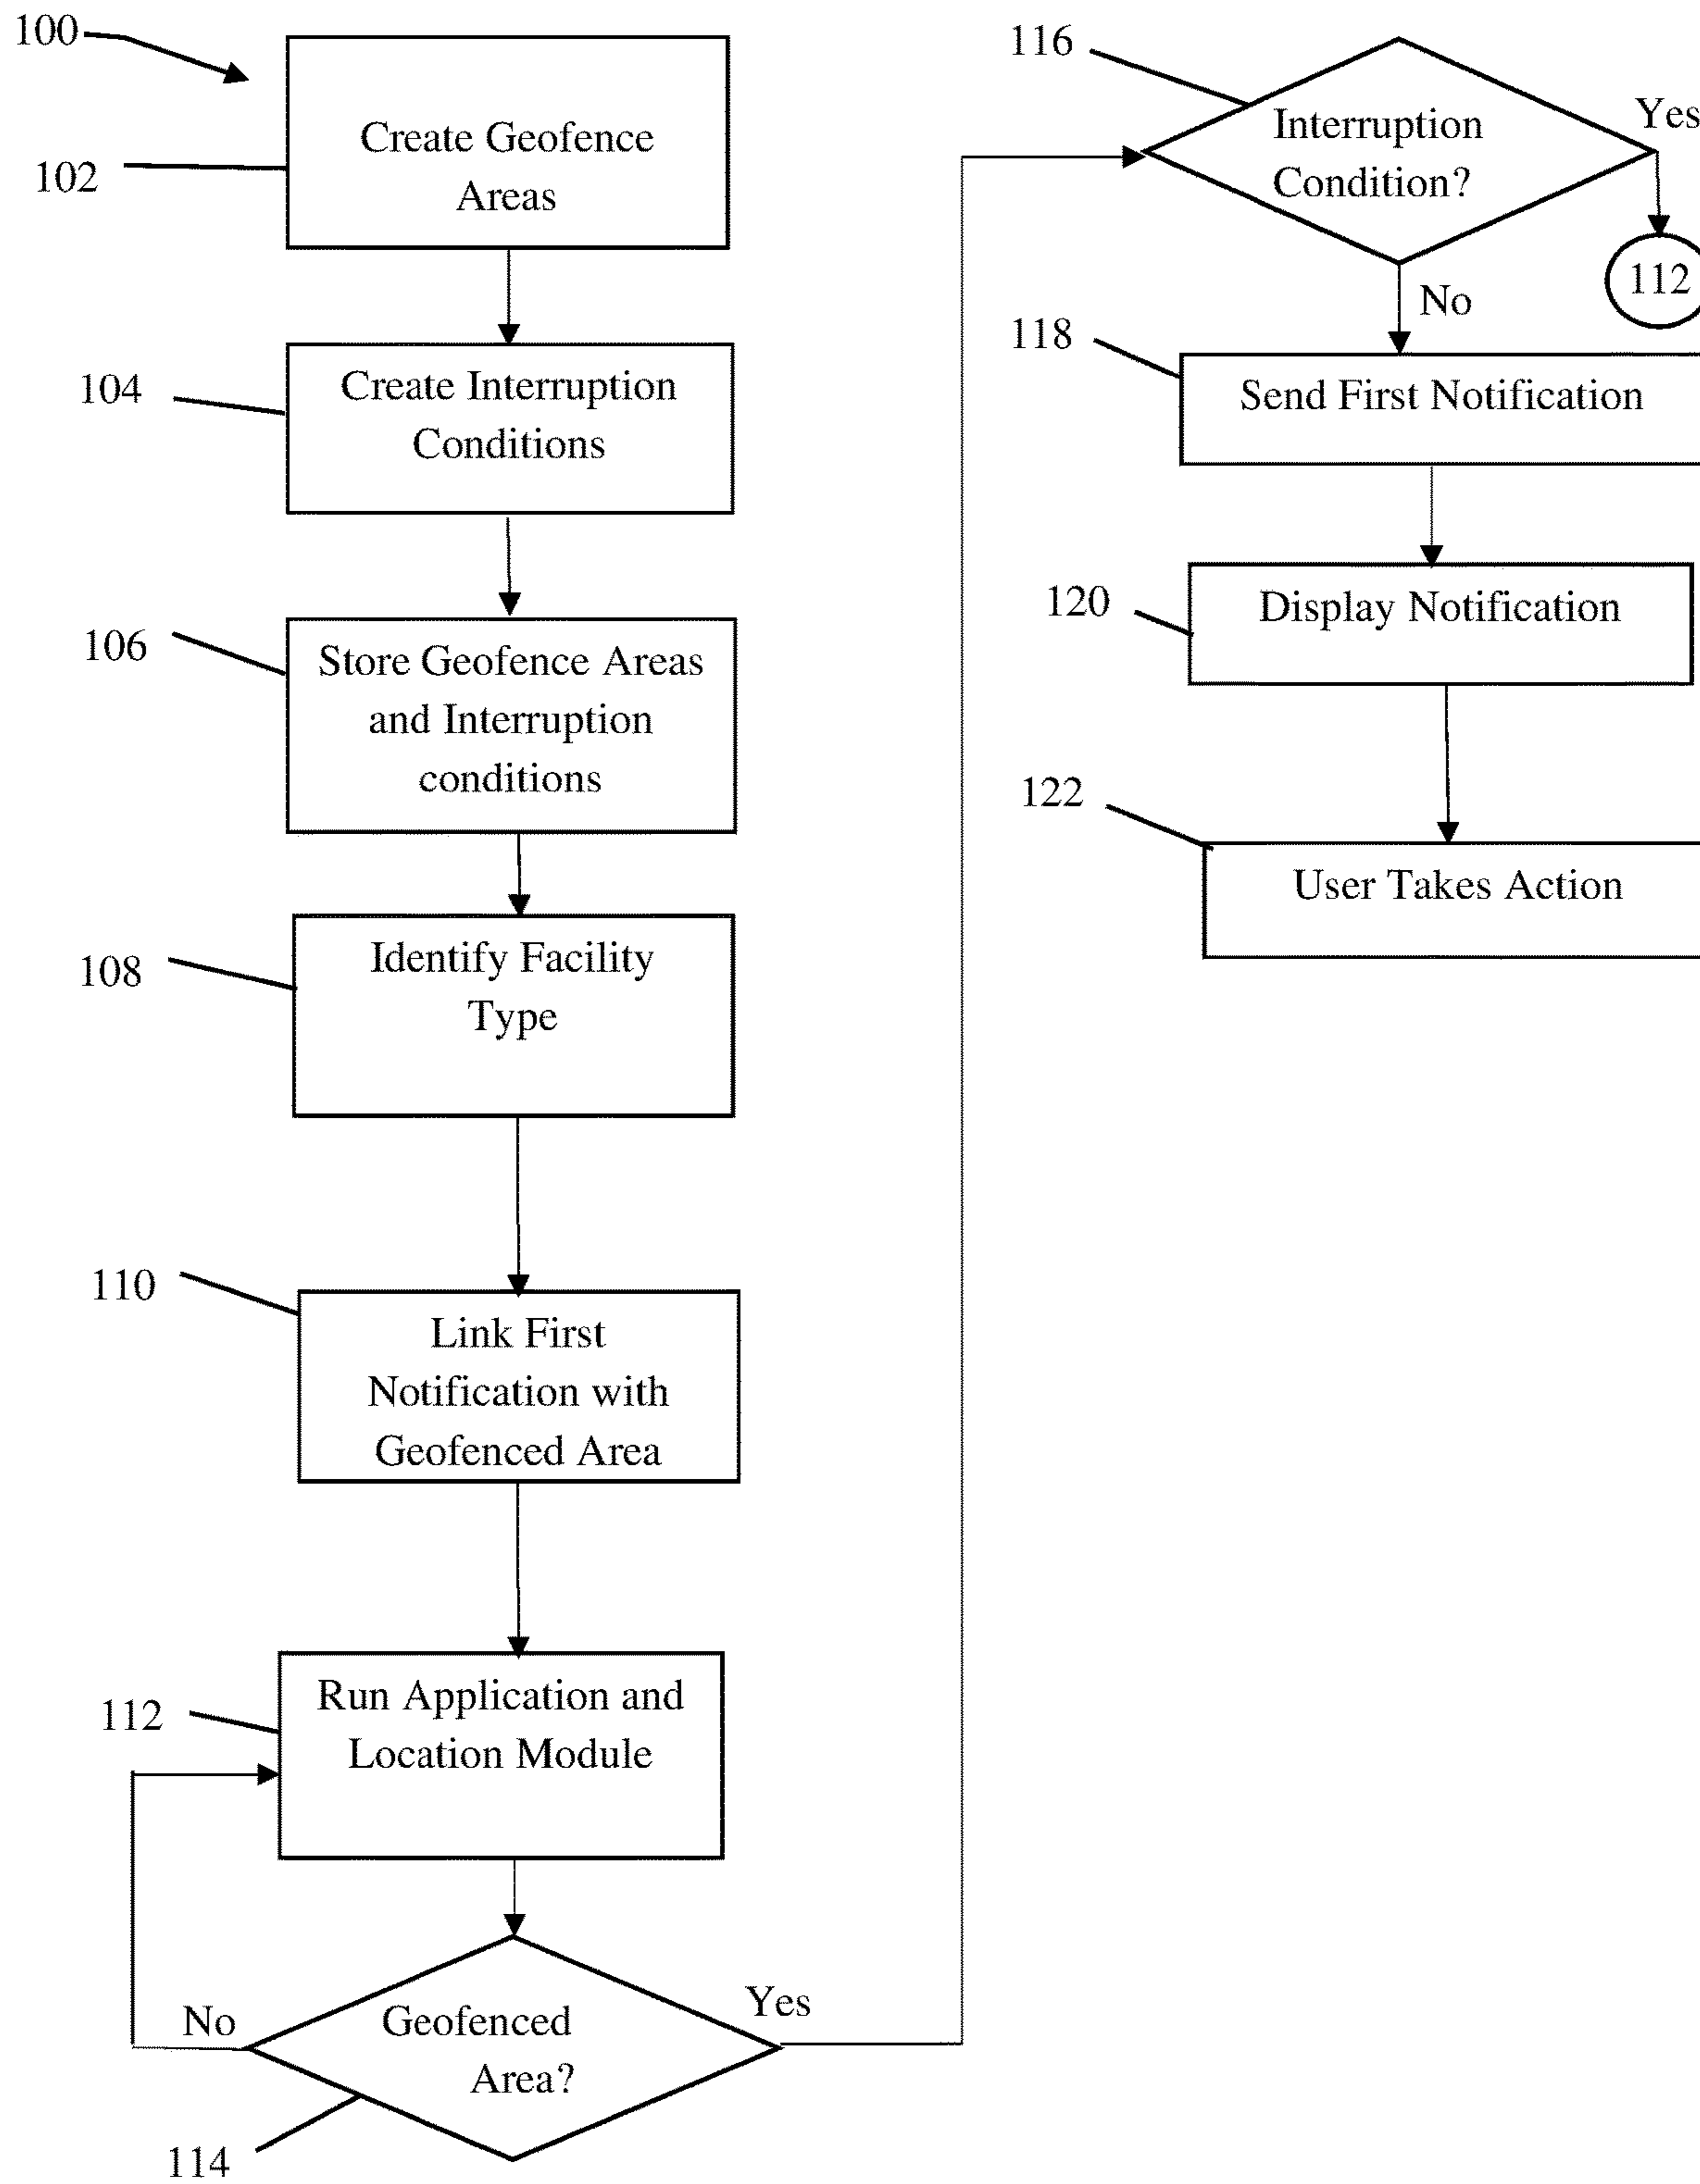 100
102
Create Geofence
Areas
104
Create Interruption
Conditions
106
Store Geofence Areas
and Interruption
conditions
108
Identify Facility
Type
110
Link First
Notification with
Geofenced Area
112
Run Application and
Location Module
No
Geofenced
Area?
Yes
114
116
Interruption
Condition?
Yes
112
No
118
Send First Notification
120
Display Notification
122
User Takes Action